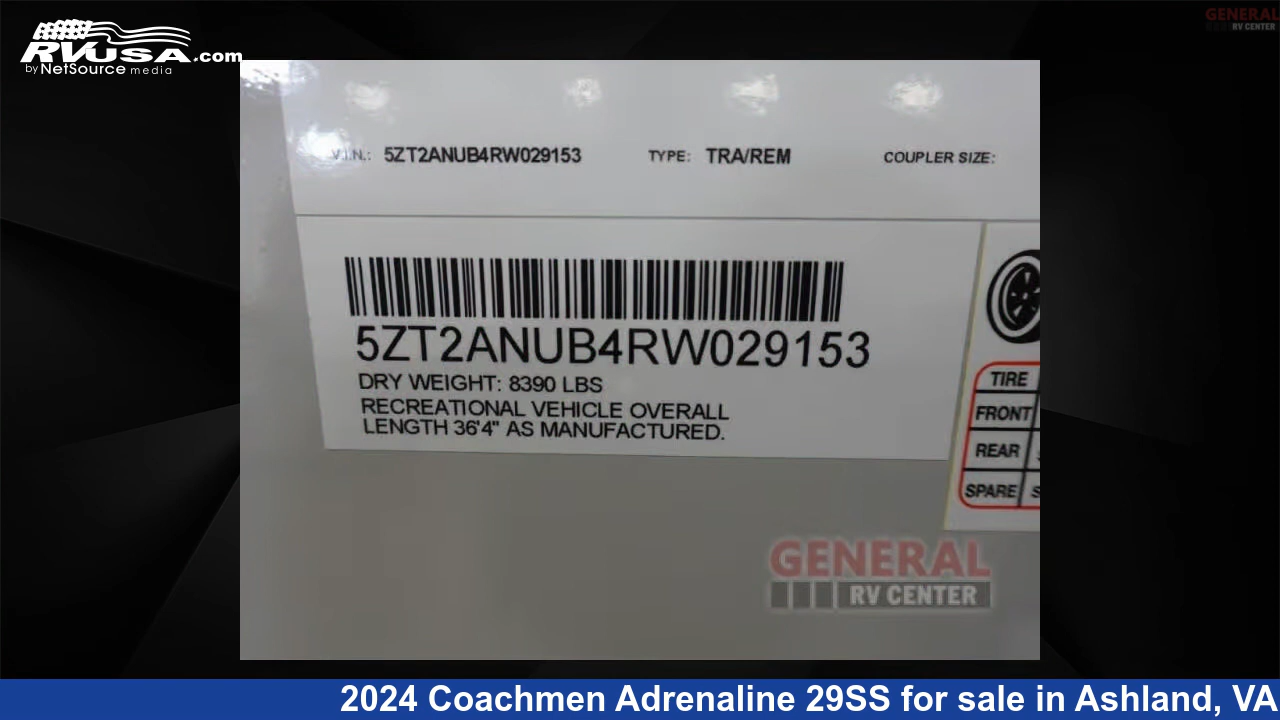 RVUSA.com
by NetSource media
GENERAL
RV CENTER
V.I.N.: 5ZT2ANUB4RW029153 TYPE: TRA/REM COUPLER SIZE:
5ZT2ANUB4RW029153
DRY WEIGHT: 8390 LBS
RECREATIONAL VEHICLE OVERALL
LENGTH 36'4" AS MANUFACTURED.
TIRE
FRONT
REAR
SPARE
GENERAL
RV CENTER
2024 Coachmen Adrenaline 29SS for sale in Ashland, VA